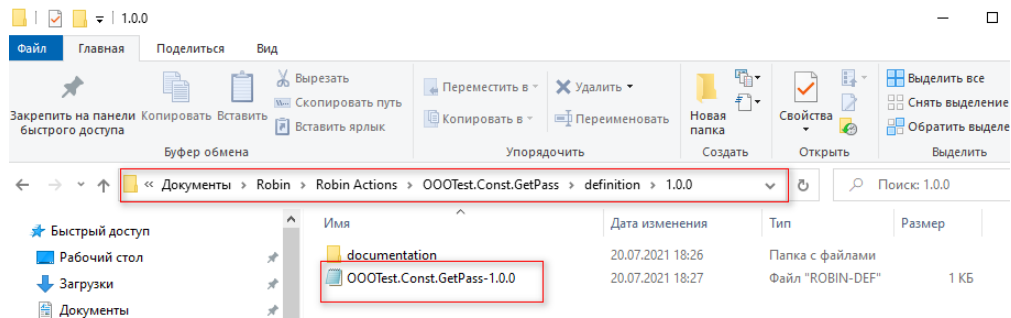 1.0.0
Файл Главная Поделиться Вид
Закрепить на панели быстрого доступа
Копировать
Вставить
Вырезать
Скопировать путь
Вставить ярлык
Буфер обмена
Переместить в
Копировать в
Удалить
Переименовать
Упорядочить
Новая
папка
Создать
Свойства
Открыть
Выделить все
Снять выделение
Обратить выделе
Выделить
« Документы > Robin > Robin Actions > OOOTest.Const.GetPass > definition > 1.0.0
Поиск: 1.0.0
Быстрый доступ
Рабочий стол
Загрузки
Документы
Имя Дата изменения Тип Размер
documentation 20.07.2021 18:26 Папка с файлами
OOOTest.Const.GetPass-1.0.0 20.07.2021 18:27 Файл "ROBIN-DEF" 1 КБ